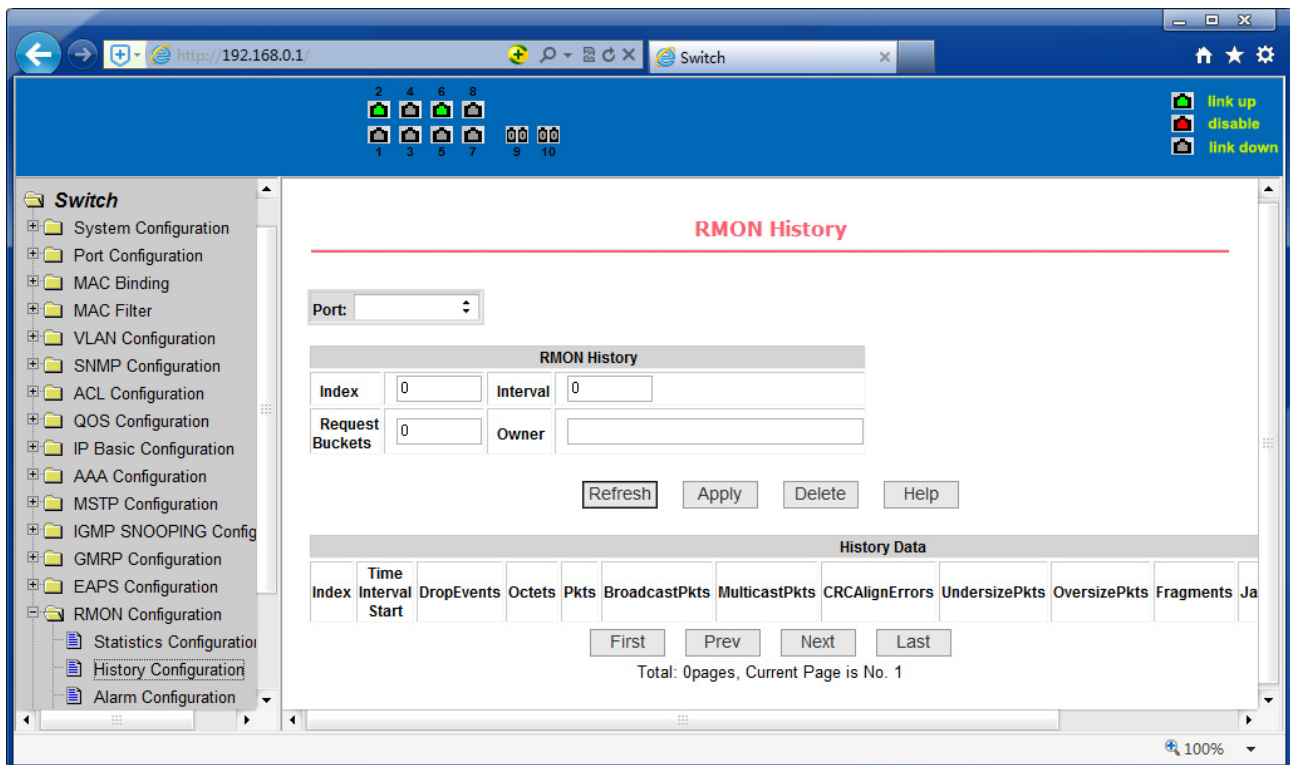 http://192.168.0.1/
Switch
2 4 6 8
1 3 5 7 9 10
link up
disable
link down
Switch
System Configuration
Port Configuration
MAC Binding
MAC Filter
VLAN Configuration
SNMP Configuration
ACL Configuration
QOS Configuration
IP Basic Configuration
AAA Configuration
MSTP Configuration
IGMP SNOOPING Config
GMRP Configuration
EAPS Configuration
RMON Configuration
Statistics Configuration
History Configuration
Alarm Configuration
RMON History
Port:
RMON History
Index 0 Interval 0
Request Buckets 0 Owner
Refresh Apply Delete Help
History Data
Index Time Interval Start DropEvents Octets Pkts BroadcastPkts MulticastPkts CRCAlignErrors UndersizePkts OversizePkts Fragments Ja
First Prev Next Last
Total: 0pages, Current Page is No. 1
100%